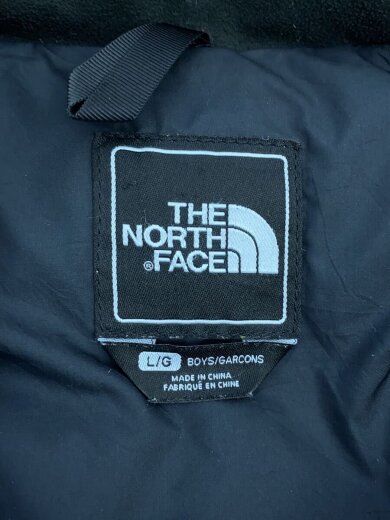 THE
NORTH
®FACE
L/G BOYS/GARCONS
MADE IN CHINA
FABRIQUÉ EN CHINE